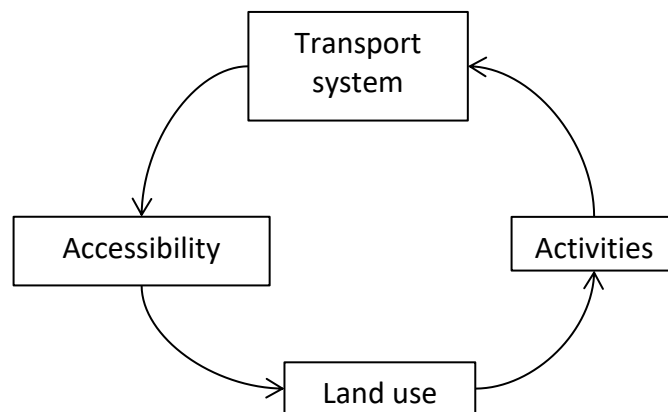 Transport
system
Accessibility
Activities
Land use